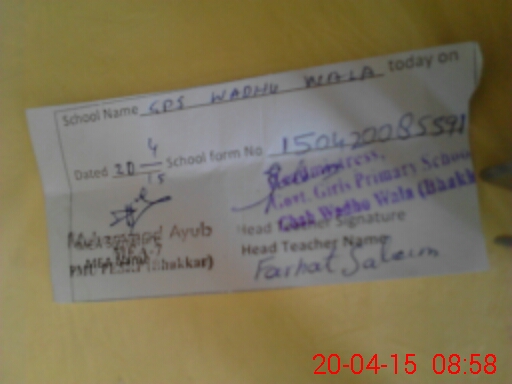 School Name GPS WADHU WALA today on
Dated 20 4/15 School form No 150420085591
Headmistress,
Govt. Girls Primary School
Chak Wadhu Wala (Bhakk
Muhammad Ayub Head Teacher Signature
MEA Head Teacher Name
(Bhakkar) Farhat Saleem
20-04-15 08:58